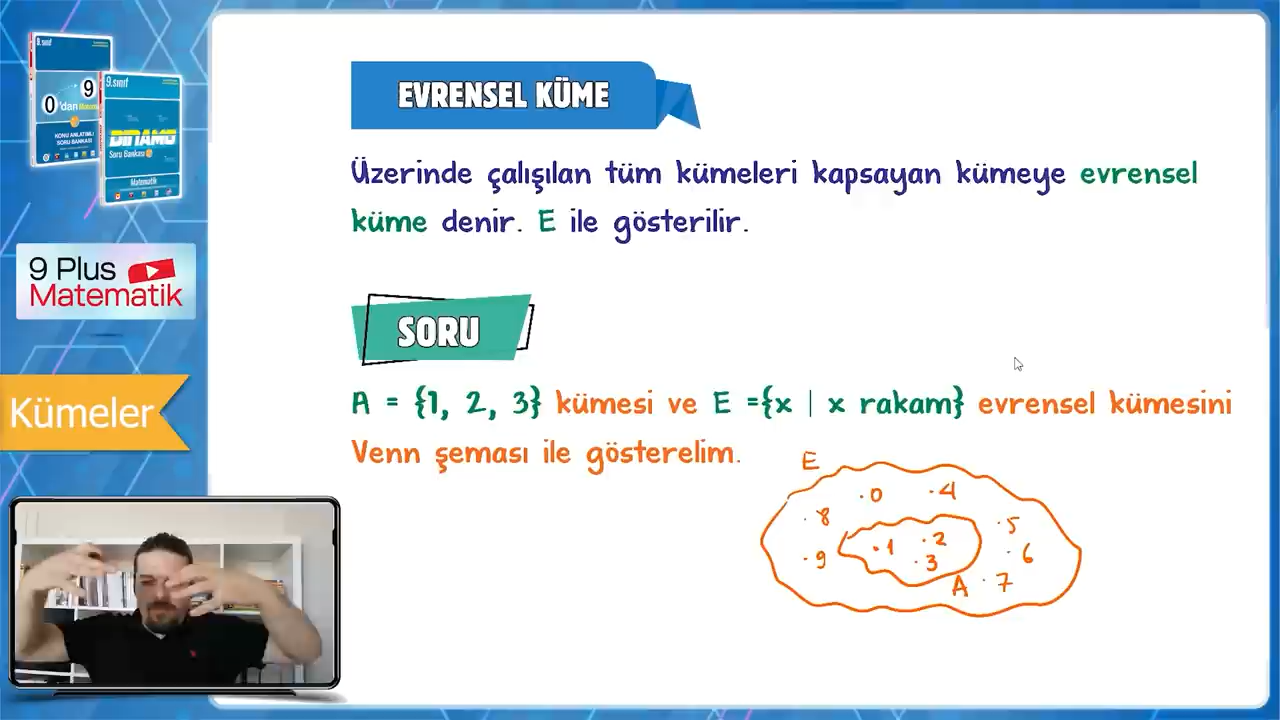 9.sınıf
0'dan 9
KONU ANLATIMLI
SORU BANKASI
9.sınıf
DİNAMO
Soru Bankası
Matematik
9 Plus
Matematik
Kümeler
EVRENSEL KÜME
Üzerinde çalışılan tüm kümeleri kapsayan kümeye evrensel
küme denir. E ile gösterilir.
SORU
A = {1, 2, 3} kümesi ve E ={x | x rakam} evrensel kümesini
Venn şeması ile gösterelim.
E
.0 .4
.8 .5
.1 .2
.9 .3 .6
A .7